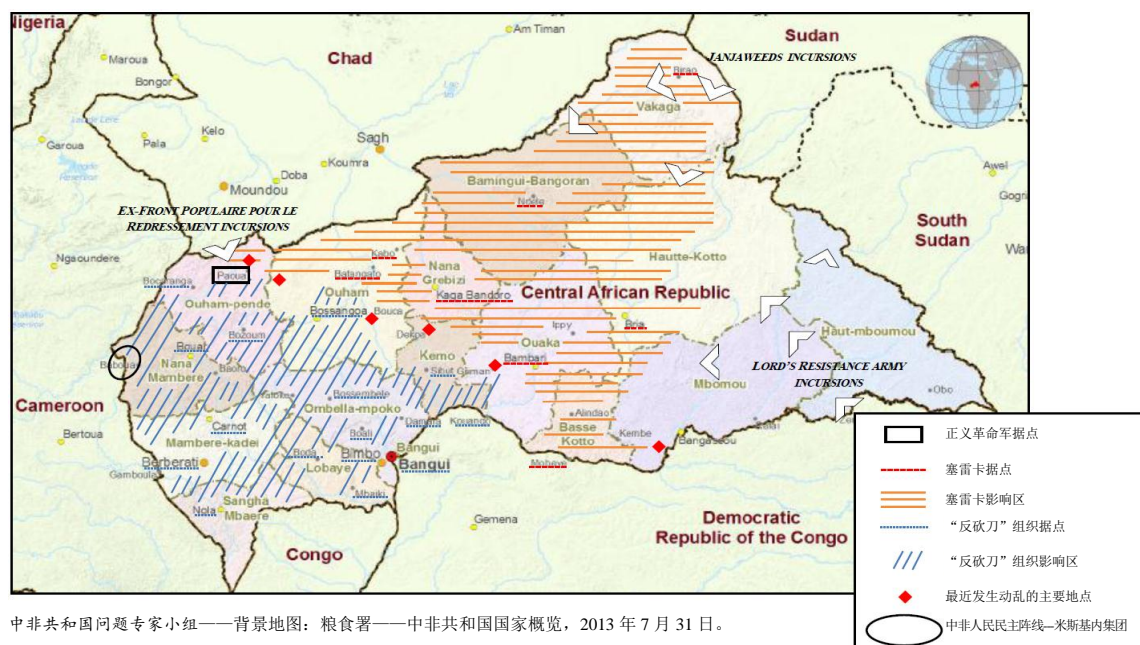 Nigeria
Maroua
Bongor
Chad
Am Timan
Sudan
JANJAWEEDS INCURSIONS
Birao
Vakaga
Garoua
Pala
Kelo
Sagh
Koumra
Doba
Moundou
Bamingui-Bangoran
Ndele
Awel
Gogri
South
Sudan
EX-FRONT POPULAIRE POUR LE
REDRESSEMENT INCURSIONS
Ngaoundere
Paoua
Bocaranga
Ouham-pende
Kabo
Batangafo
Ouham
Nana
Grebizi
Kaga Bandoro
Hautte-Kotto
Central African Republic
Bossangoa
Bouca
Dekoa
Ippy
Bria
Ouaka
Haut-mboumou
Bozoum
Bouar
Kemo
Bambari
Nana
Mambere
Baboua
Baoro
Sibut
Mbomou
LORD'S RESISTANCE ARMY
INCURSIONS
Obo
Cameroon
Bossembele
Ombella-mpoko
Damara
Kouango
Alindao
Basse
Kotto
Bertoua
Carnot
Mambere-kadei
Boali
Bangui
Kembe
Bangassou
Berberati
Boda
Bimbo
Bangui
Mobaye
Gamboula
Lobaye
Mbaiki
Nola
Sangha
Mbaere
Gemena
Congo
Democratic
Republic of the Congo
正义革命军据点
塞雷卡据点
塞雷卡影响区
“反砍刀”组织据点
“反砍刀”组织影响区
最近发生动乱的主要地点
中非人民民主阵线—米斯基内集团
中非共和国问题专家小组——背景地图：粮食署——中非共和国国家概览，2013 年 7 月 31 日。